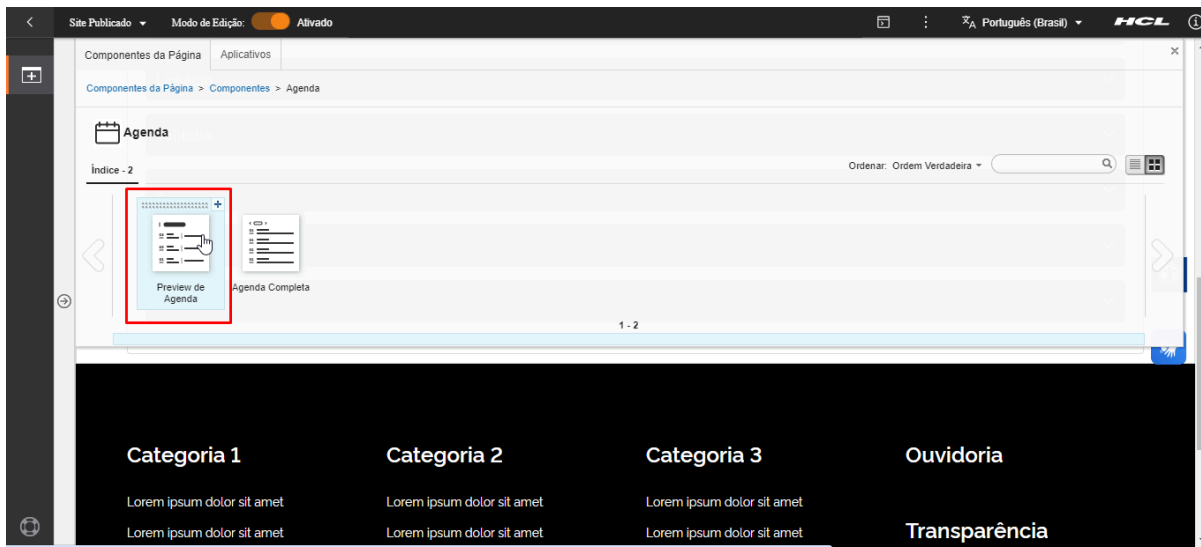 Site Publicado
Modo de Edição:
Ativado
Português (Brasil)
HCL
Componentes da Página
Aplicativos
Componentes da Página > Componentes > Agenda
Agenda
Índice - 2
Ordenar: Ordem Verdadeira
Preview de
Agenda
Agenda Completa
1 - 2
Categoria 1
Categoria 2
Categoria 3
Ouvidoria
Lorem ipsum dolor sit amet
Lorem ipsum dolor sit amet
Lorem ipsum dolor sit amet
Lorem ipsum dolor sit amet
Lorem ipsum dolor sit amet
Lorem ipsum dolor sit amet
Transparência